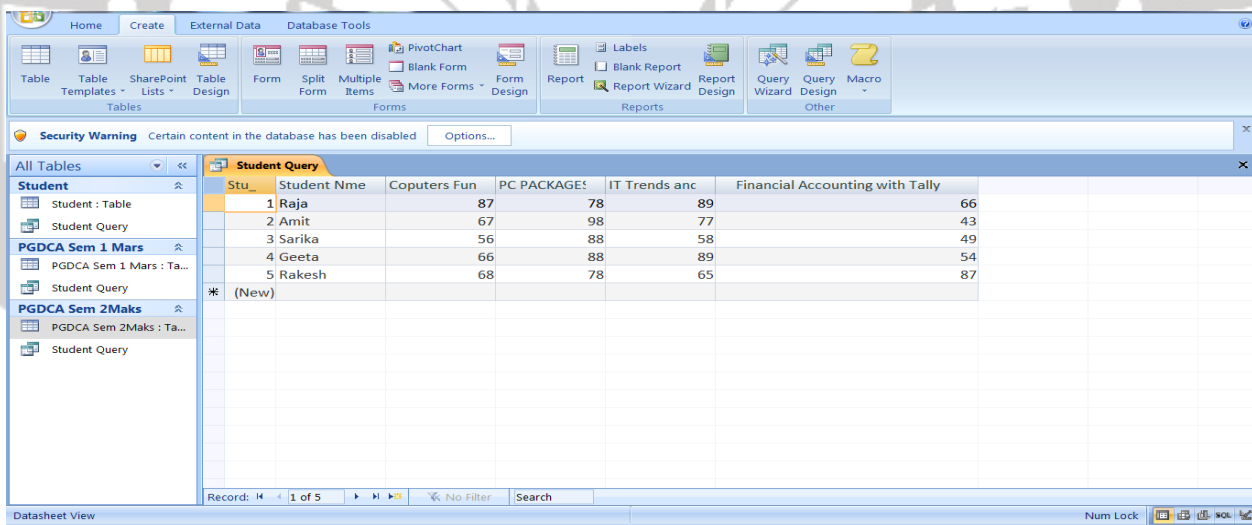 Home Create External Data Database Tools
Table
Table Templates
SharePoint Lists
Table Design
Tables
Form
Split Form
Multiple Items
PivotChart
Blank Form
More Forms
Form Design
Forms
Report
Labels
Blank Report
Report Wizard
Report Design
Reports
Query Wizard
Query Design
Macro
Other
Security Warning Certain content in the database has been disabled Options...
All Tables «
Student
Student : Table
Student Query
PGDCA Sem 1 Mars
PGDCA Sem 1 Mars : Ta...
Student Query
PGDCA Sem 2Maks
PGDCA Sem 2Maks : Ta...
Student Query
Student Query
Stu_ Student Nme Coputers Fun PC PACKAGES IT Trends anc Financial Accounting with Tally
1 Raja 87 78 89 66
2 Amit 67 98 77 43
3 Sarika 56 88 58 49
4 Geeta 66 88 89 54
5 Rakesh 68 78 65 87
(New)
Record: 1 of 5 No Filter Search
Datasheet View Num Lock SQL